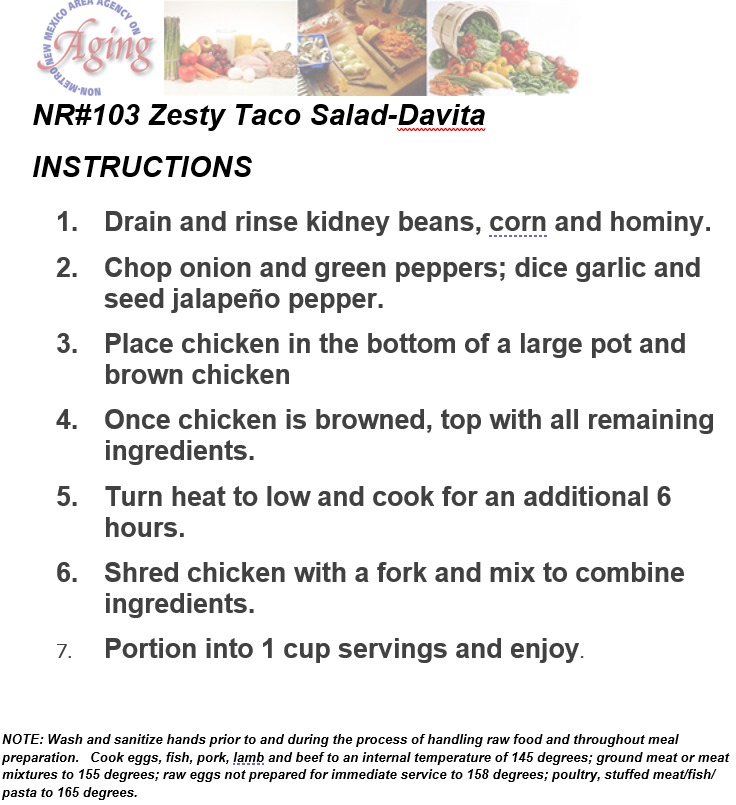 NEW MEXICO AREA AGENCY ON
Aging
NON-METRO
NR#103 Zesty Taco Salad-Davita
INSTRUCTIONS
1. Drain and rinse kidney beans, corn and hominy.
2. Chop onion and green peppers; dice garlic and
seed jalapeño pepper.
3. Place chicken in the bottom of a large pot and
brown chicken
4. Once chicken is browned, top with all remaining
ingredients.
5. Turn heat to low and cook for an additional 6
hours.
6. Shred chicken with a fork and mix to combine
ingredients.
7. Portion into 1 cup servings and enjoy.
NOTE: Wash and sanitize hands prior to and during the process of handling raw food and throughout meal
preparation.   Cook eggs, fish, pork, lamb and beef to an internal temperature of 145 degrees; ground meat or meat
mixtures to 155 degrees; raw eggs not prepared for immediate service to 158 degrees; poultry, stuffed meat/fish/
pasta to 165 degrees.